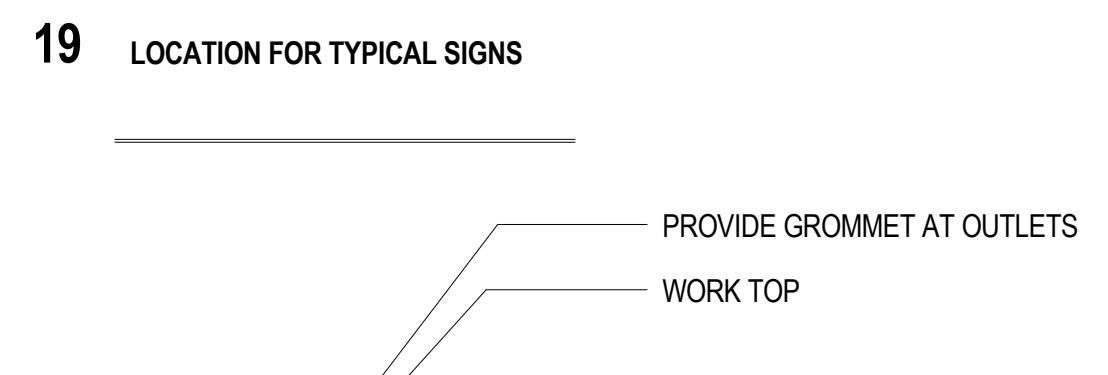 19 LOCATION FOR TYPICAL SIGNS
PROVIDE GROMMET AT OUTLETS
WORK TOP